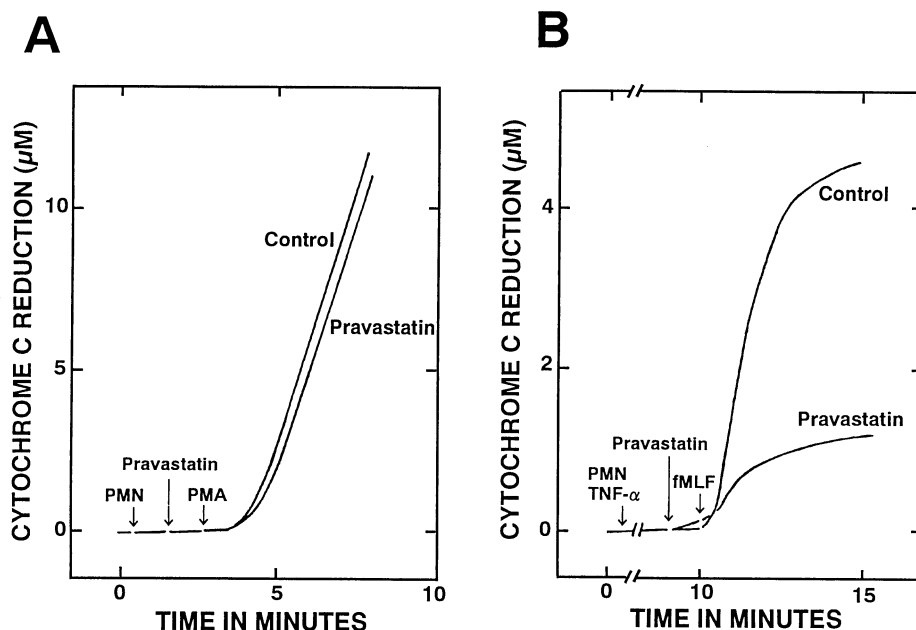 A
CYTOCHROME C REDUCTION (µM)
10
5
0
Control
Pravastatin
Pravastatin
PMN
PMA
0
5
10
TIME IN MINUTES
B
CYTOCHROME C REDUCTION (µM)
4
2
0
Control
Pravastatin
Pravastatin
PMN
TNF-α
fMLF
0
10
15
TIME IN MINUTES